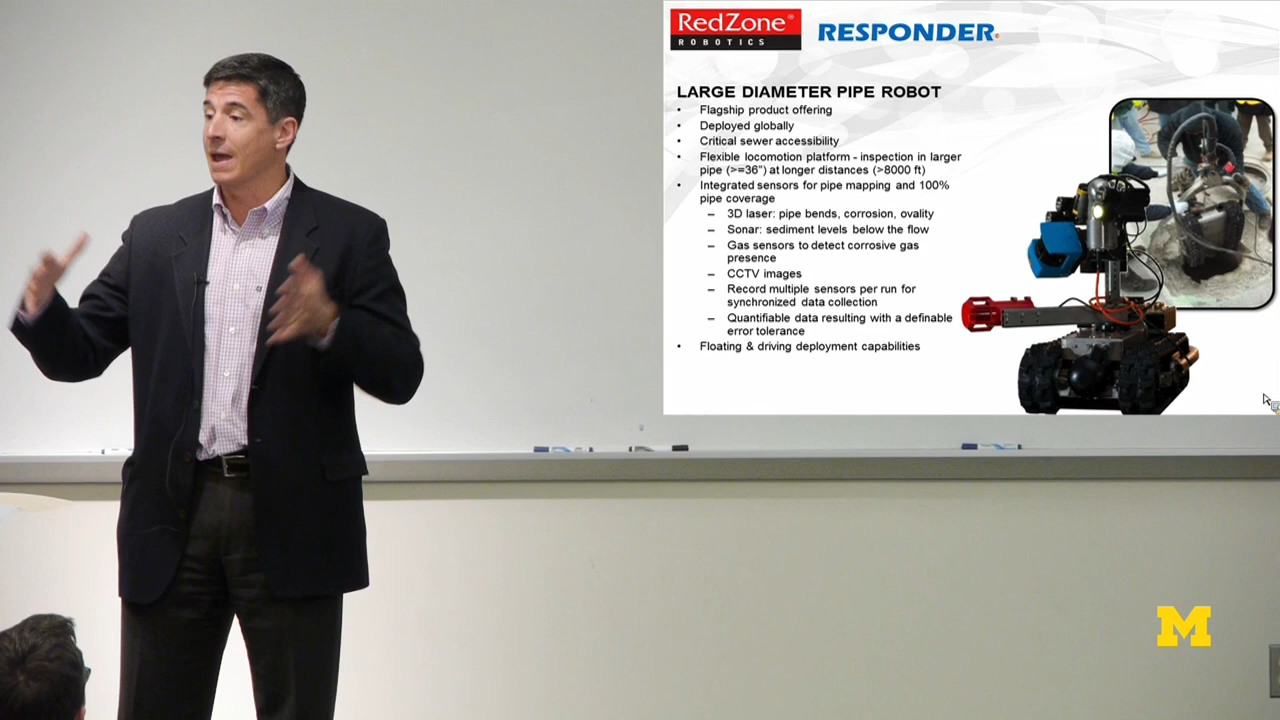 RedZone®
ROBOTICS
RESPONDER
LARGE DIAMETER PIPE ROBOT
• Flagship product offering
• Deployed globally
• Critical sewer accessibility
• Flexible locomotion platform - inspection in larger
pipe (>=36") at longer distances (>8000 ft)
• Integrated sensors for pipe mapping and 100%
pipe coverage
– 3D laser: pipe bends, corrosion, ovality
– Sonar: sediment levels below the flow
– Gas sensors to detect corrosive gas
presence
– CCTV images
– Record multiple sensors per run for
synchronized data collection
– Quantifiable data resulting with a definable
error tolerance
• Floating & driving deployment capabilities
M